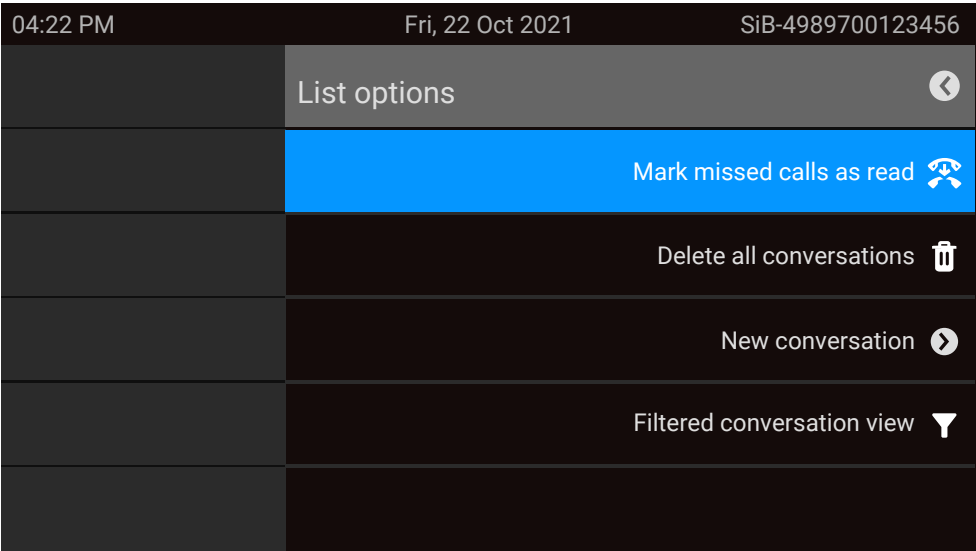 04:22 PM Fri, 22 Oct 2021 SiB-4989700123456
List options
Mark missed calls as read
Delete all conversations
New conversation
Filtered conversation view